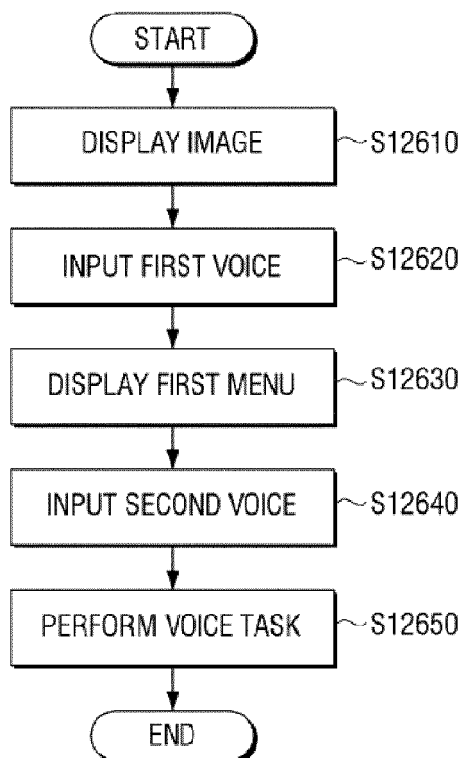 START
DISPLAY IMAGE
S12610
INPUT FIRST VOICE
S12620
DISPLAY FIRST MENU
S12630
INPUT SECOND VOICE
S12640
PERFORM VOICE TASK
S12650
END